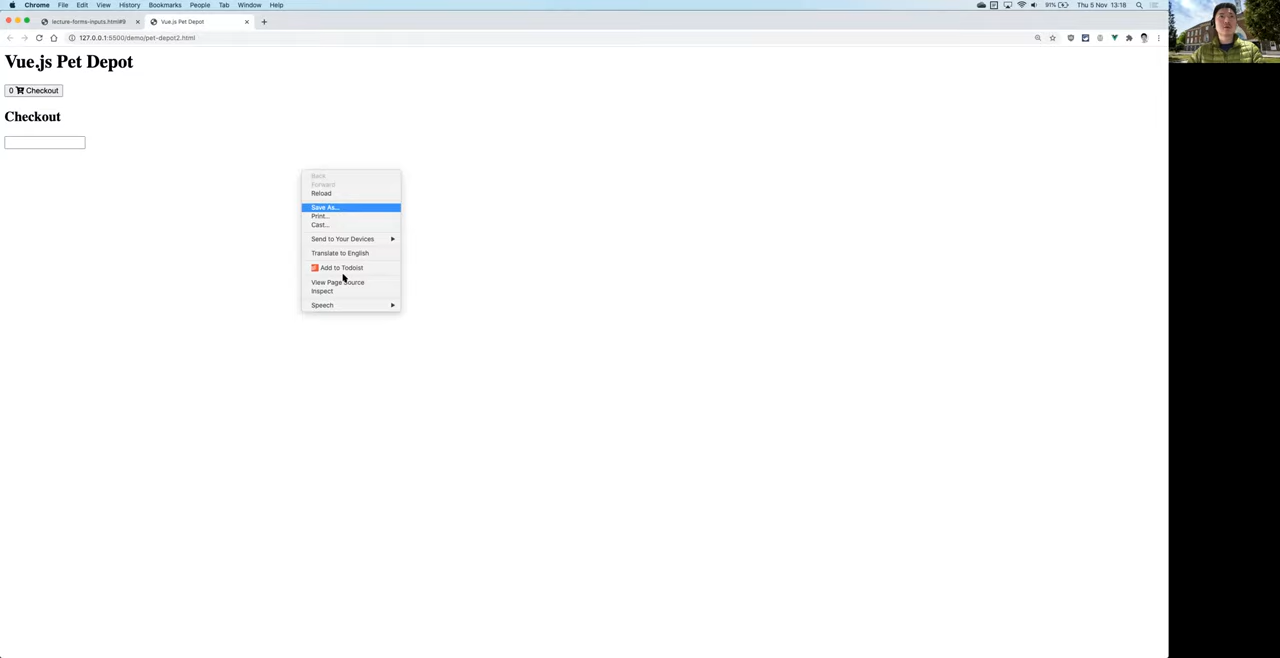 Chrome File Edit View History Bookmarks People Tab Window Help 91% Thu 5 Nov 13:18
lecture-forms-inputs.html#9 Vue.js Pet Depot
127.0.0.1:5500/demo/pet-depot2.html
Vue.js Pet Depot
0 Checkout
Checkout
Back
Forward
Reload
Save As...
Print...
Cast...
Send to Your Devices
Translate to English
Add to Todoist
View Page Source
Inspect
Speech